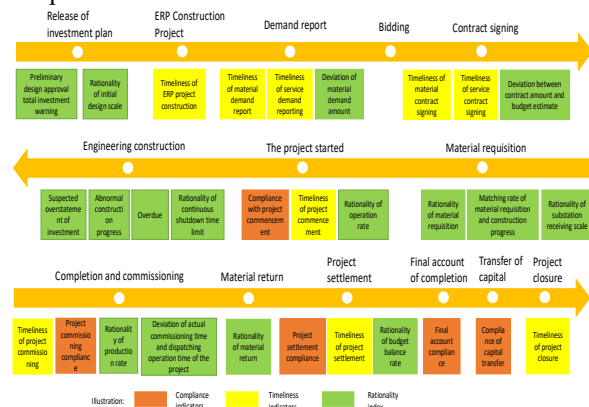 Release of
investment plan
ERP Construction
Project
Demand report
Bidding
Contract signing
Preliminary
design approval
total investment
warning
Rationality
of initial
design scale
Timeliness of
ERP project
construction
Timeliness
of material
demand
report
Timeliness
of service
demand
reporting
Deviation of
material
demand
amount
Timeliness of
material
contract
signing
Timeliness of
service
contract
signing
Deviation between
contract amount and
budget estimate
Engineering construction
The project started
Material requisition
Suspected
overstateme
nt of
investment
Abnormal
constructi
on
progress
Overdue
Rationality of
continuous
shutdown time
limit
Compliance
with project
commencem
ent
Timeliness
of project
commence
ment
Rationality
of operation
rate
Rationality
of material
requisition
Matching rate of
material requisition
and construction
progress
Rationality of
substation
receiving scale
Completion and commissioning
Material return
Project
settlement
Final account
of completion
Transfer of
capital
Project
closure
Timeliness
of project
commissio
ning
Project
commissio
ning
complianc
e
Rationalit
y of
productio
n rate
Deviation of actual
commissioning time
and dispatching
operation time of the
project
Rationality
of material
return
Project
settlement
compliance
Timeliness
of project
settlement
Rationality
of budget
balance
rate
Final
account
complian
ce
Complia
nce of
capital
transfer
Timeliness
of project
closure
Illustration:
Compliance
indicators
Timeliness
indicators
Rationality
index